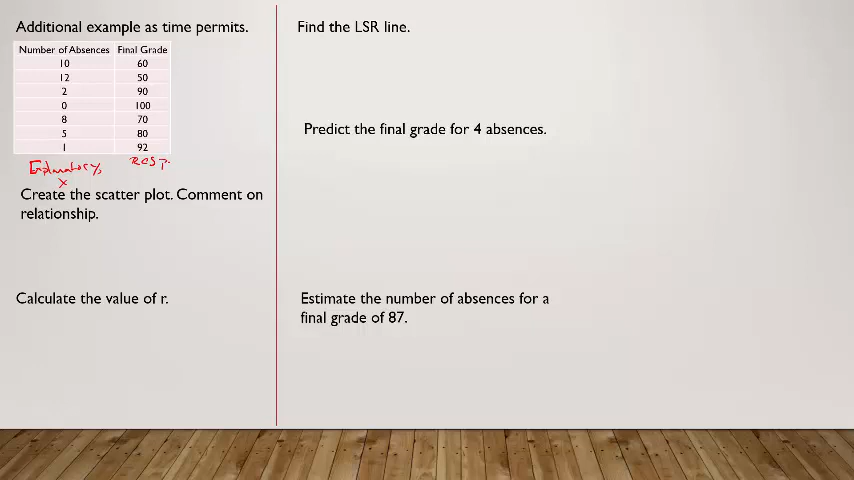 Additional example as time permits.
Number of Absences Final Grade
10 60
12 50
2 90
0 100
8 70
5 80
1 92
Explanatory, Resp.
x
Create the scatter plot. Comment on
relationship.
Calculate the value of r.
Find the LSR line.
Predict the final grade for 4 absences.
Estimate the number of absences for a
final grade of 87.